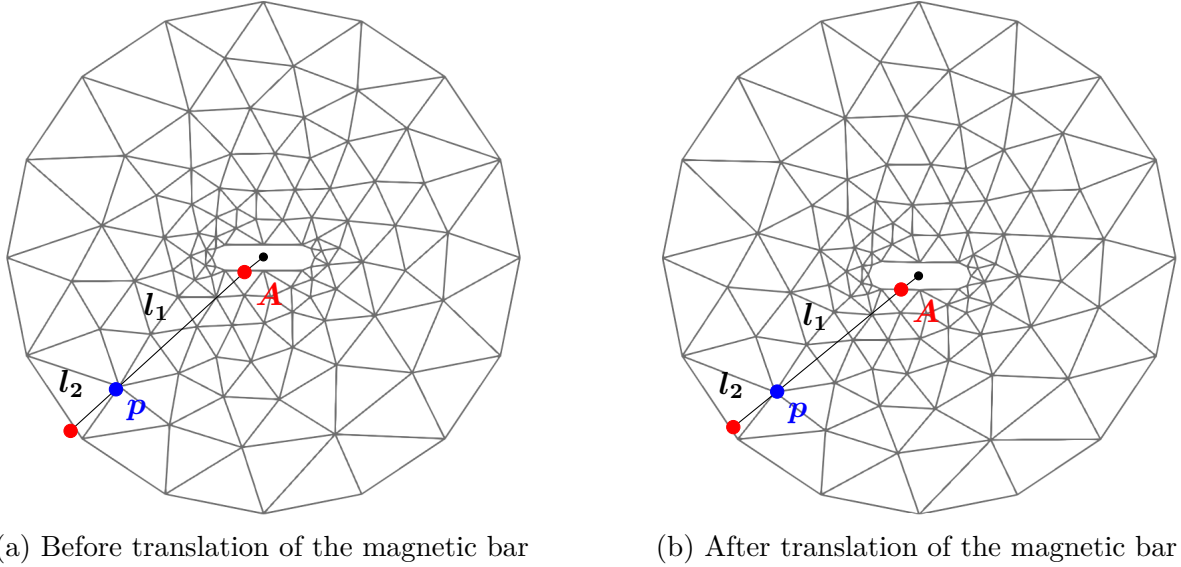 l1
A
l2
p
l1
A
l2
p
(a) Before translation of the magnetic bar
(b) After translation of the magnetic bar